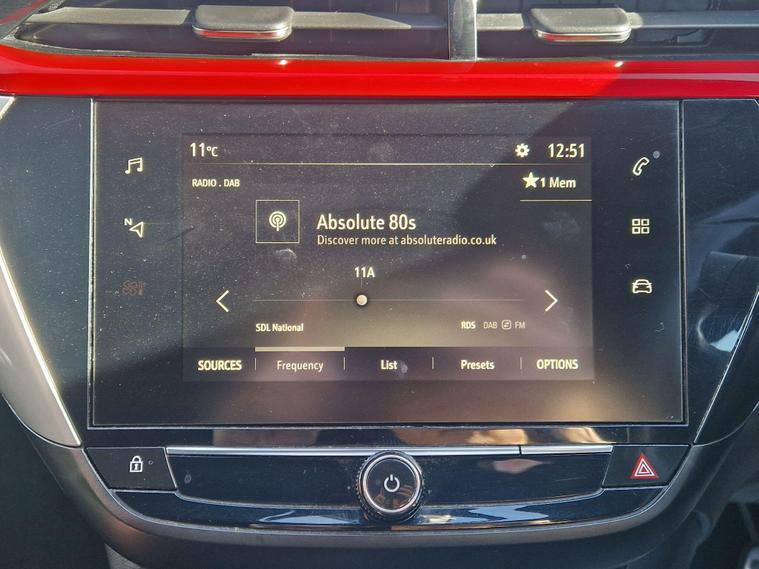 11°C
12:51
RADIO . DAB
1 Mem
N
Absolute 80s
Discover more at absoluteradio.co.uk
11A
SDL National
RDS DAB FM
SOURCES Frequency List Presets OPTIONS